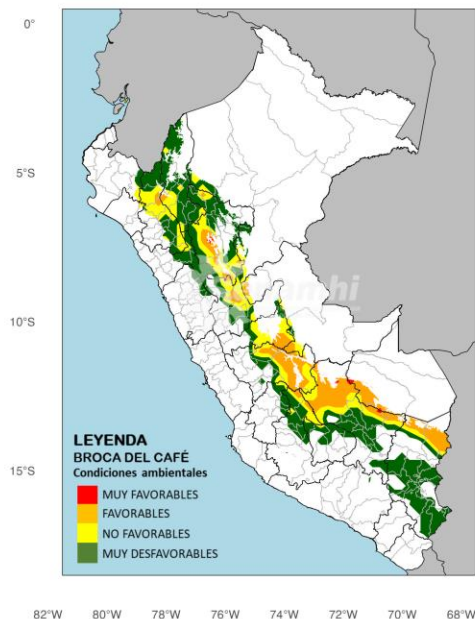 0°
5°S
10°S
15°S
LEYENDA
BROCA DEL CAFÉ
Condiciones ambientales
MUY FAVORABLES
FAVORABLES
NO FAVORABLES
MUY DESFAVORABLES
82°W 80°W 78°W 76°W 74°W 72°W 70°W 68°W